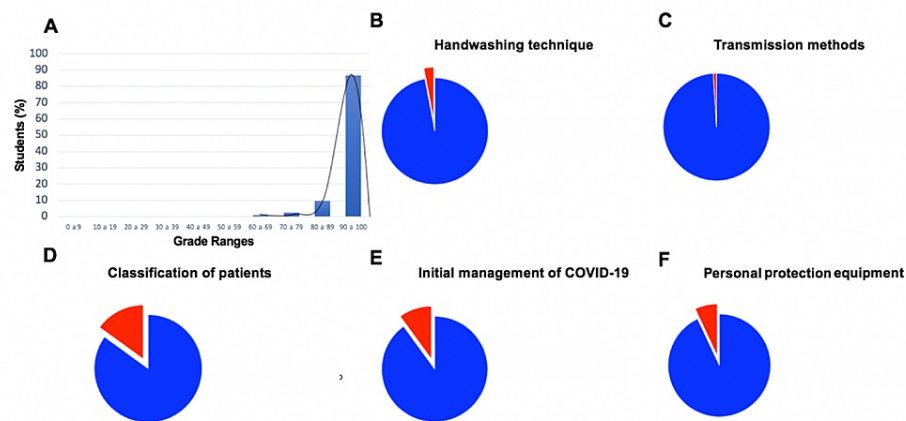 A
Students (%)
100
90
80
70
60
50
40
30
20
10
0
0 a 9 10 a 19 20 a 29 30 a 39 40 a 49 50 a 59 60 a 69 70 a 79 80 a 89 90 a 100
Grade Ranges
B
Handwashing technique
C
Transmission methods
D
Classification of patients
E
Initial management of COVID-19
F
Personal protection equipment